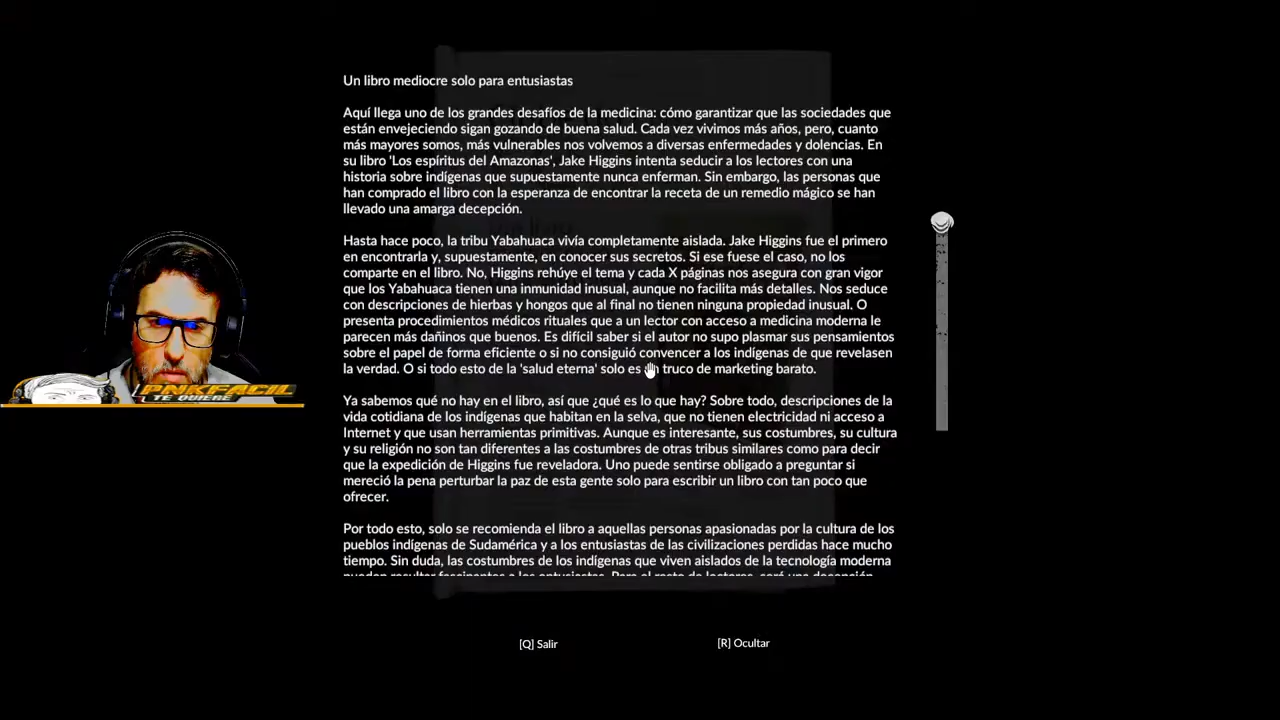 Un libro mediocre solo para entusiastas
Aquí llega uno de los grandes desafíos de la medicina: cómo garantizar que las sociedades que
están envejeciendo sigan gozando de buena salud. Cada vez vivimos más años, pero, cuanto
más mayores somos, más vulnerables nos volvemos a diversas enfermedades y dolencias. En
su libro 'Los espíritus del Amazonas', Jake Higgins intenta seducir a los lectores con una
historia sobre indígenas que supuestamente nunca enferman. Sin embargo, las personas que
han comprado el libro con la esperanza de encontrar la receta de un remedio mágico se han
llevado una amarga decepción.
Hasta hace poco, la tribu Yabahuaca vivía completamente aislada. Jake Higgins fue el primero
en encontrarla y, supuestamente, en conocer sus secretos. Si ese fuese el caso, no los
comparte en el libro. No, Higgins rehúye el tema y cada X páginas nos asegura con gran vigor
que los Yabahuaca tienen una inmunidad inusual, aunque no facilita más detalles. Nos seduce
con descripciones de hierbas y hongos que al final no tienen ninguna propiedad inusual. O
presenta procedimientos médicos rituales que a un lector con acceso a medicina moderna le
parecen más dañinos que buenos. Es difícil saber si el autor no supo plasmar sus pensamientos
sobre el papel de forma eficiente o si no consiguió convencer a los indígenas de que revelasen
la verdad. O si todo esto de la 'salud eterna' solo es un truco de marketing barato.
Ya sabemos qué no hay en el libro, así que ¿qué es lo que hay? Sobre todo, descripciones de la
vida cotidiana de los indígenas que habitan en la selva, que no tienen electricidad ni acceso a
Internet y que usan herramientas primitivas. Aunque es interesante, sus costumbres, su cultura
y su religión no son tan diferentes a las costumbres de otras tribus similares como para decir
que la expedición de Higgins fue reveladora. Uno puede sentirse obligado a preguntar si
mereció la pena perturbar la paz de esta gente solo para escribir un libro con tan poco que
ofrecer.
Por todo esto, solo se recomienda el libro a aquellas personas apasionadas por la cultura de los
pueblos indígenas de Sudamérica y a los entusiastas de las civilizaciones perdidas hace mucho
tiempo. Sin duda, las costumbres de los indígenas que viven aislados de la tecnología moderna
pueden resultar fascinantes a los entusiastas. Para el resto de lectores, será una decepción
PNKFACIL
TE QUIERE
[Q] Salir
[R] Ocultar